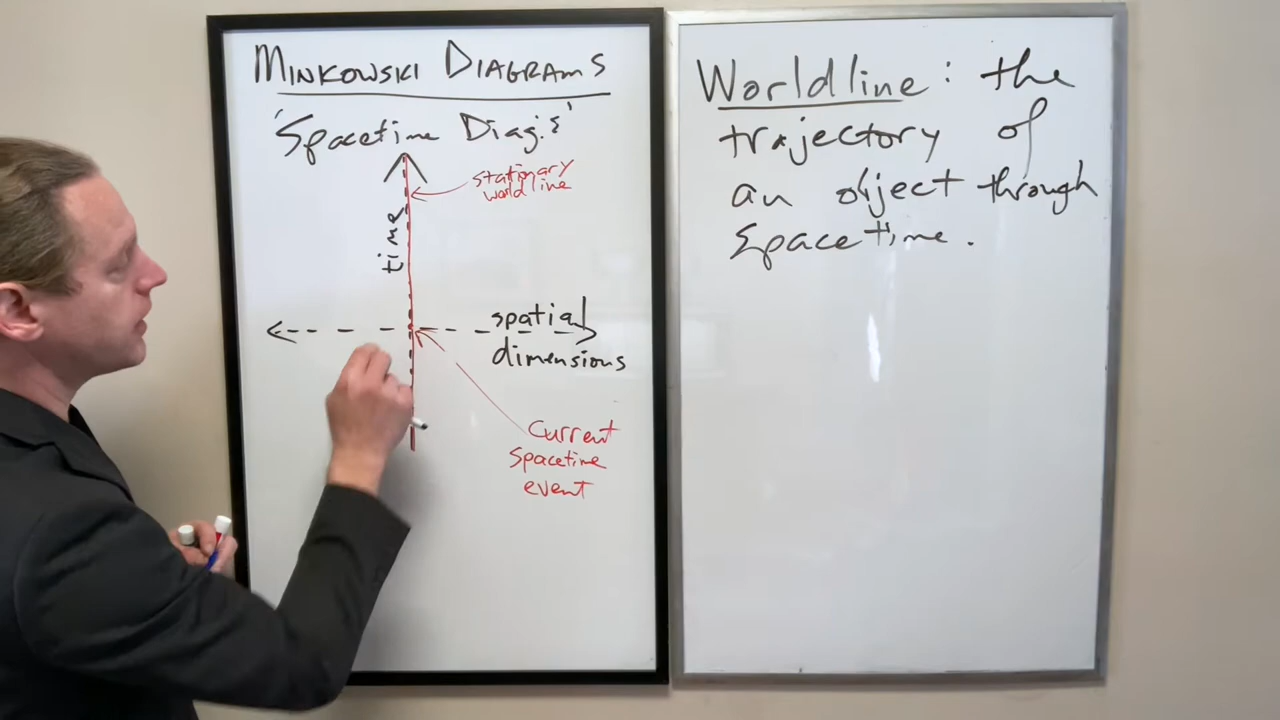 MINKOWSKI DIAGRAMS
'Spacetime Diag.s'
stationary
world line
time
spatial
dimensions
Current
Spacetime
event
Worldline: the
trajectory of
an object through
Spacetime.